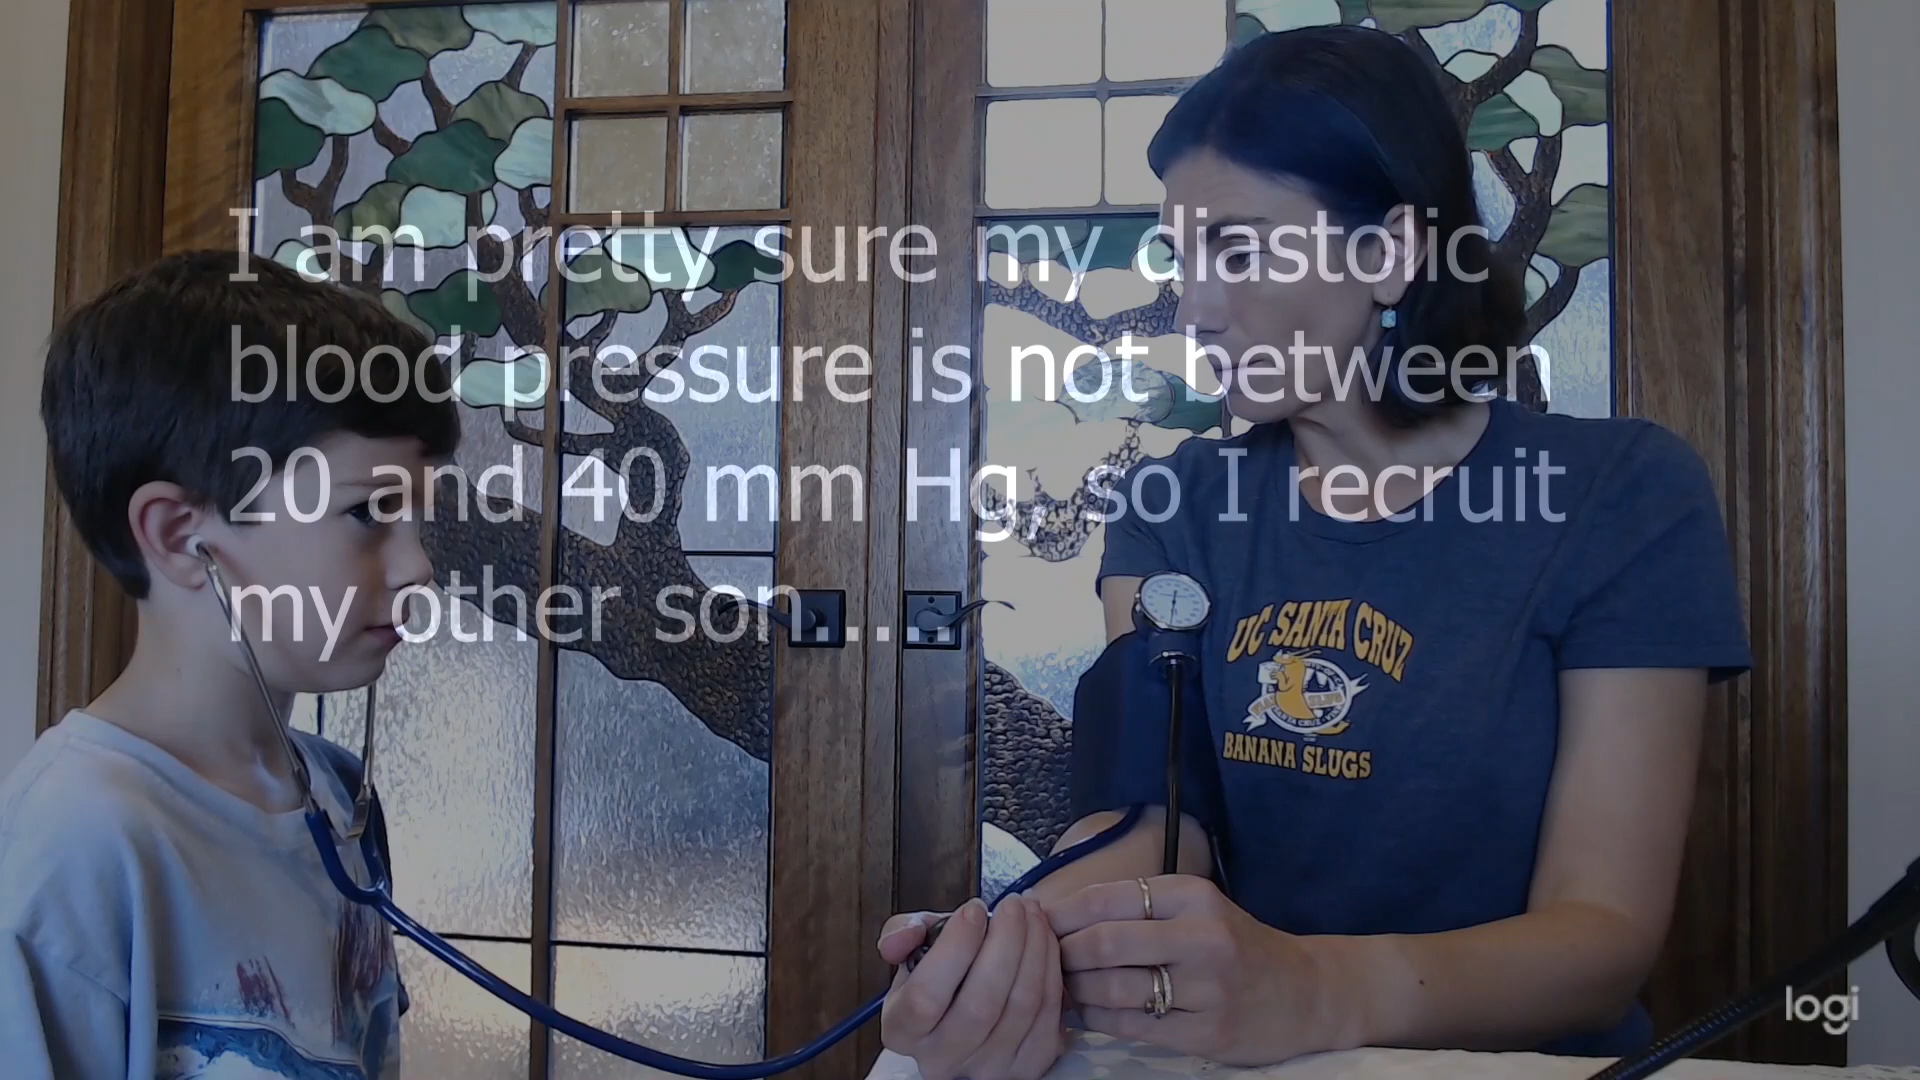 I am pretty sure my diastolic
blood pressure is not between
20 and 40 mm Hg, so I recruit
my other son....
UC SANTA CRUZ
BANANA SLUGS
logi